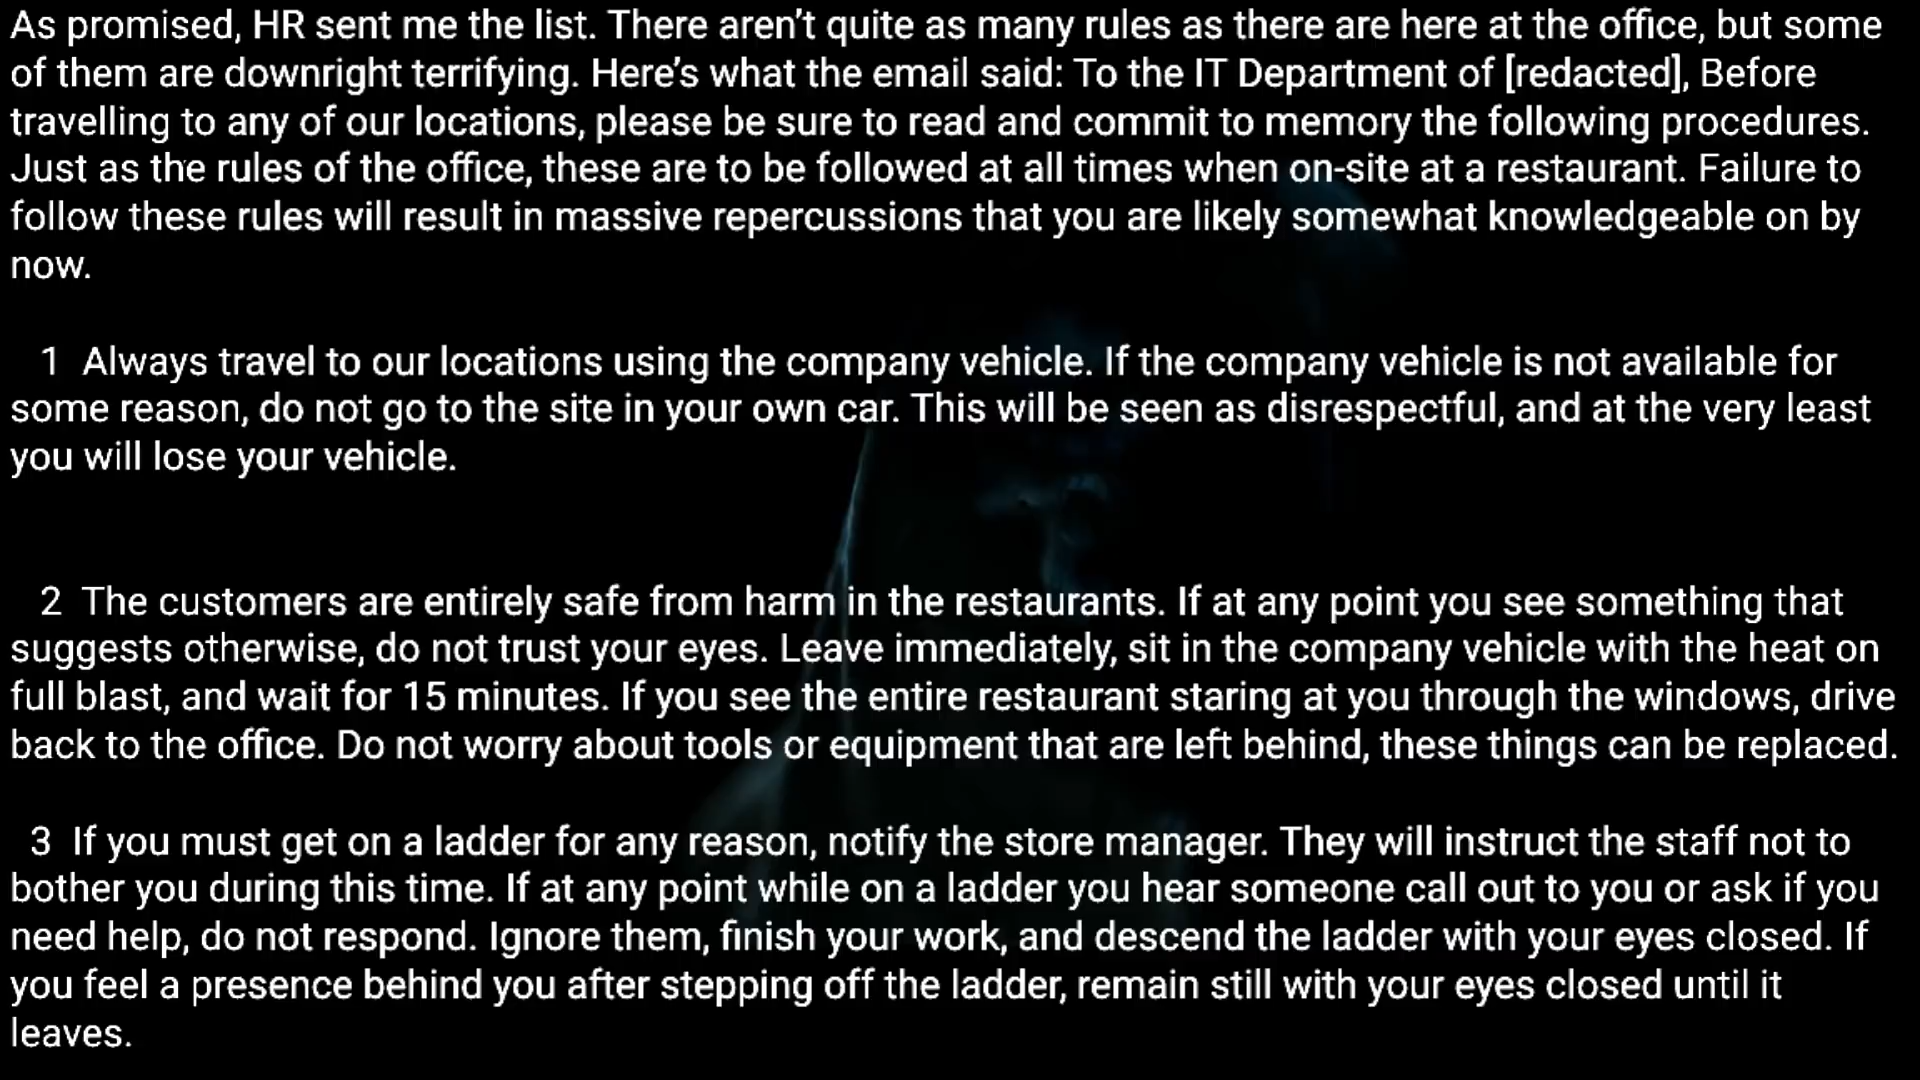 As promised, HR sent me the list. There aren’t quite as many rules as there are here at the office, but some
of them are downright terrifying. Here’s what the email said: To the IT Department of [redacted], Before
travelling to any of our locations, please be sure to read and commit to memory the following procedures.
Just as the rules of the office, these are to be followed at all times when on-site at a restaurant. Failure to
follow these rules will result in massive repercussions that you are likely somewhat knowledgeable on by
now.
1 Always travel to our locations using the company vehicle. If the company vehicle is not available for
some reason, do not go to the site in your own car. This will be seen as disrespectful, and at the very least
you will lose your vehicle.
2 The customers are entirely safe from harm in the restaurants. If at any point you see something that
suggests otherwise, do not trust your eyes. Leave immediately, sit in the company vehicle with the heat on
full blast, and wait for 15 minutes. If you see the entire restaurant staring at you through the windows, drive
back to the office. Do not worry about tools or equipment that are left behind, these things can be replaced.
3 If you must get on a ladder for any reason, notify the store manager. They will instruct the staff not to
bother you during this time. If at any point while on a ladder you hear someone call out to you or ask if you
need help, do not respond. Ignore them, finish your work, and descend the ladder with your eyes closed. If
you feel a presence behind you after stepping off the ladder, remain still with your eyes closed until it
leaves.